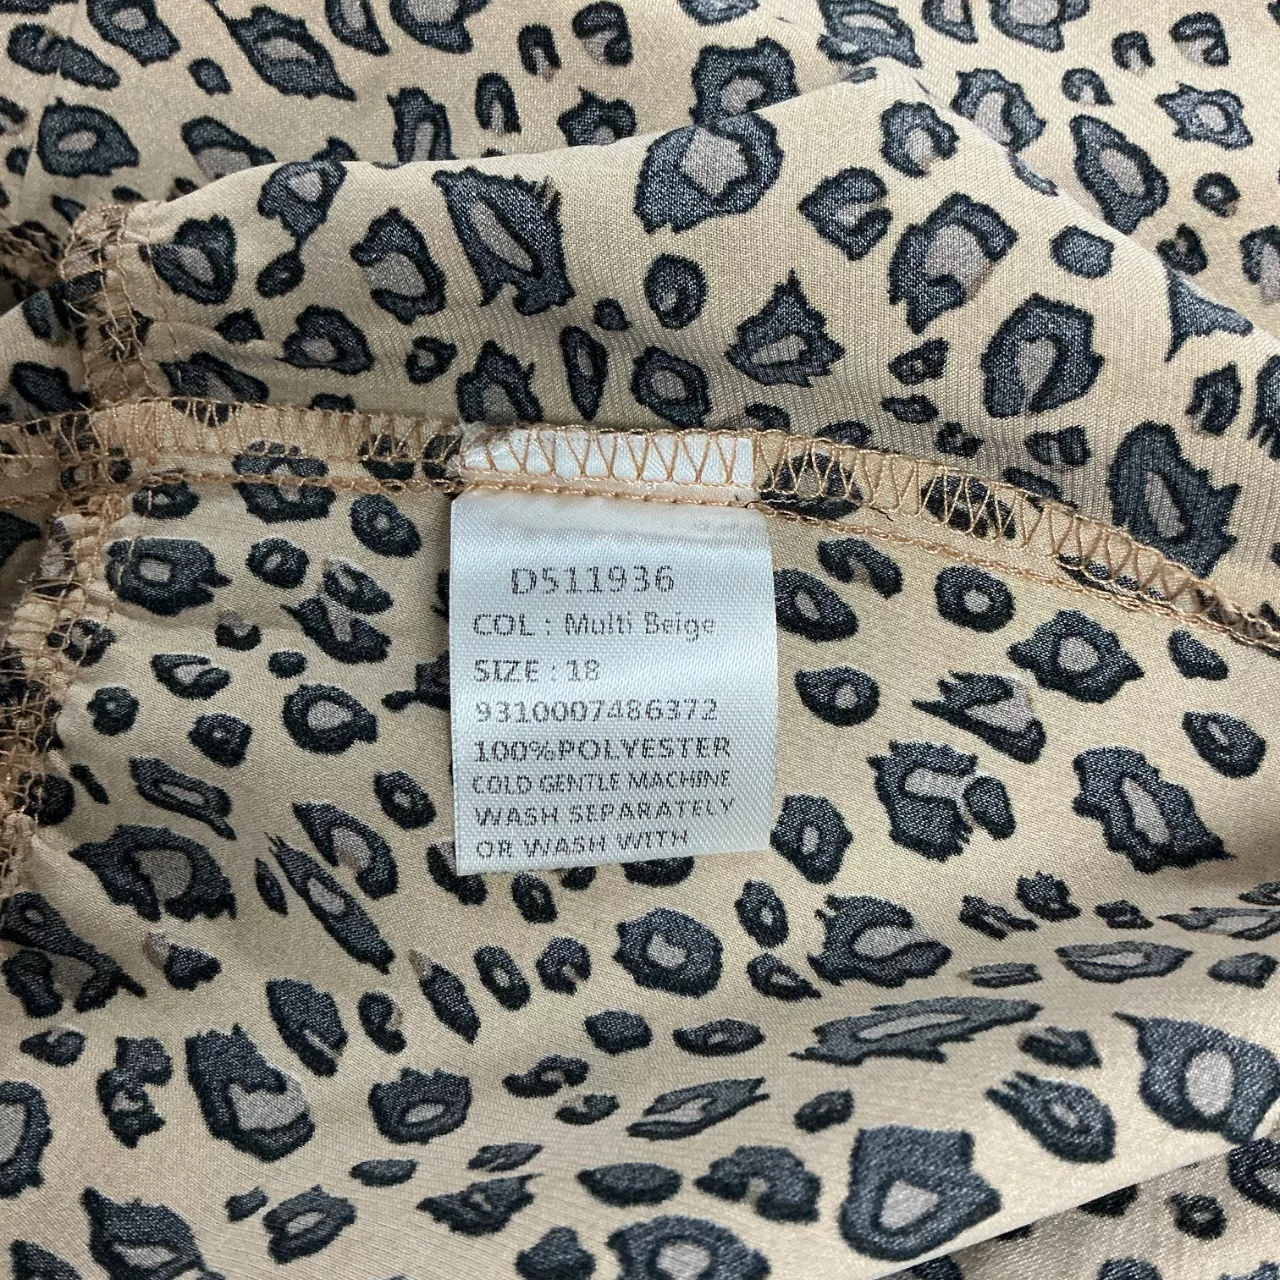 D511936
COL : Multi Beige
SIZE : 18
9310007486372
100%POLYESTER
COLD GENTLE MACHINE
WASH SEPARATELY
OR WASH WITH